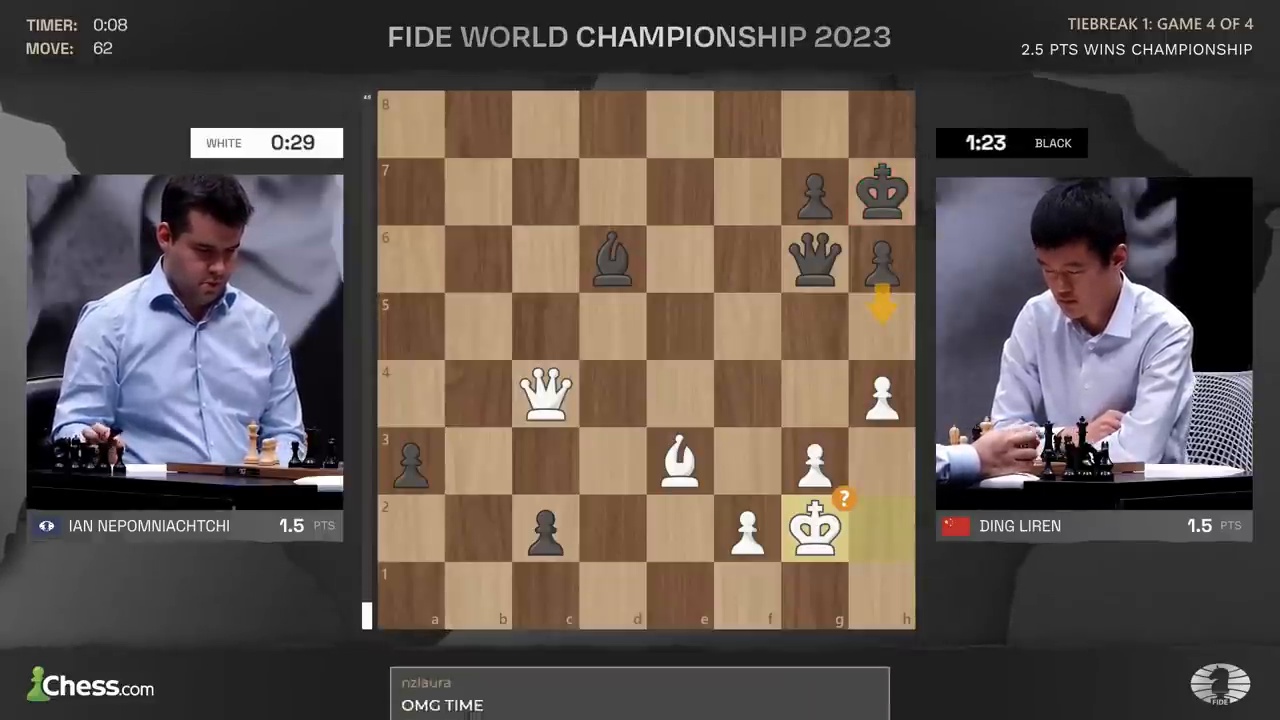 TIMER: 0:08
MOVE: 62
FIDE WORLD CHAMPIONSHIP 2023
TIEBREAK 1: GAME 4 OF 4
2.5 PTS WINS CHAMPIONSHIP
WHITE 0:29
1:23 BLACK
8
7
6
5
4
3
2
1
?
a b c d e f g h
IAN NEPOMNIACHTCHI 1.5 PTS
DING LIREN 1.5 PTS
Chess.com
nzlaura
OMG TIME
FIDE